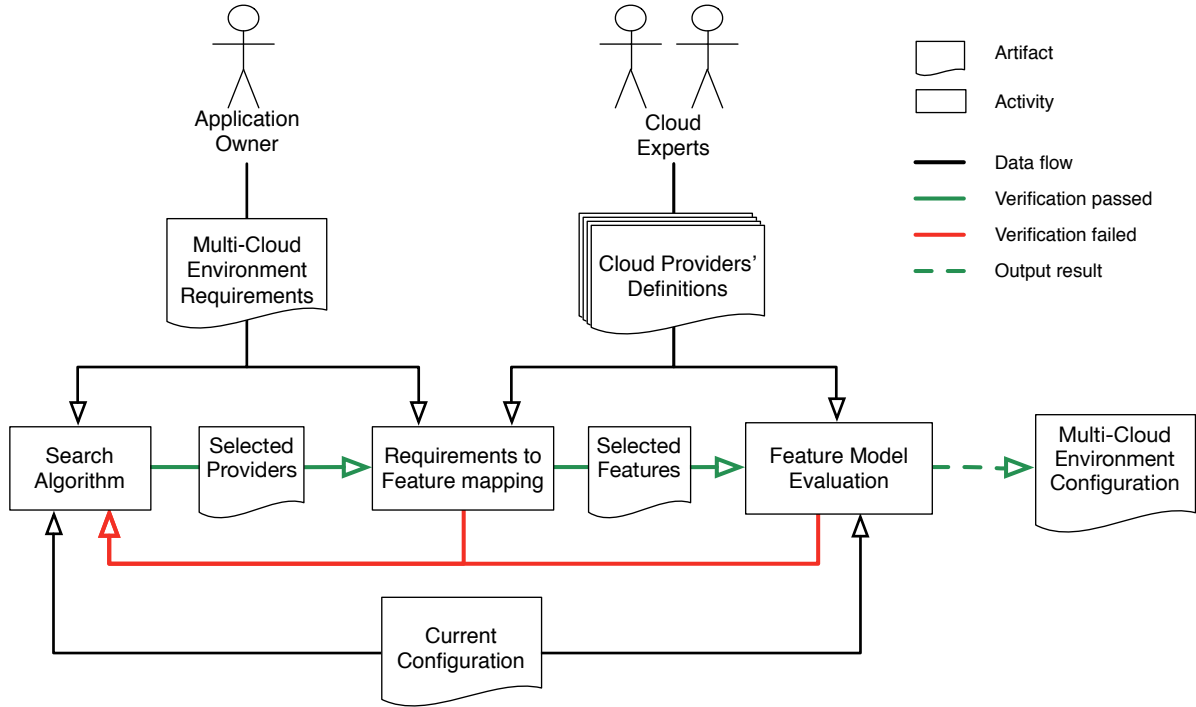 Application
Owner
Cloud
Experts
Artifact
Activity
Data flow
Verification passed
Verification failed
Output result
Multi-Cloud
Environment
Requirements
Cloud Providers’
Definitions
Search
Algorithm
Selected
Providers
Requirements to
Feature mapping
Selected
Features
Feature Model
Evaluation
Multi-Cloud
Environment
Configuration
Current
Configuration